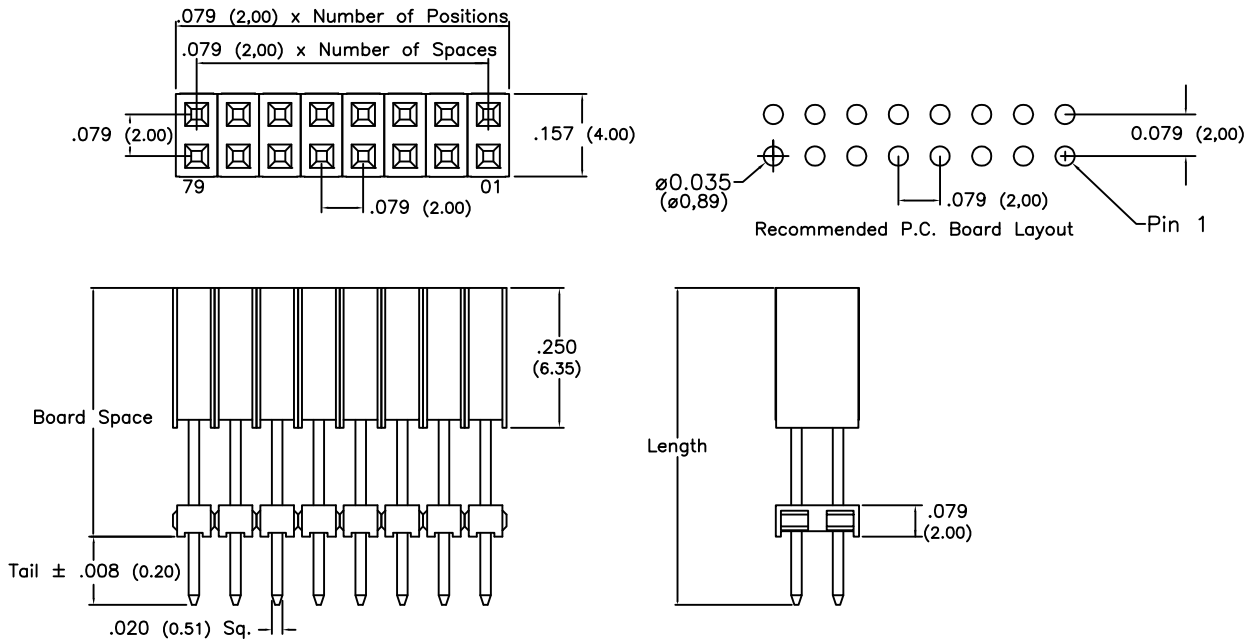 .079 (2,00) x Number of Positions
.079 (2,00) x Number of Spaces
.079 (2.00)
.157 (4.00)
79
01
.079 (2.00)
0.079 (2,00)
ø0.035
(ø0,89)
.079 (2,00)
Pin 1
Recommended P.C. Board Layout
.250
(6.35)
Board Space
Length
.079
(2.00)
Tail ± .008 (0.20)
.020 (0.51) Sq.